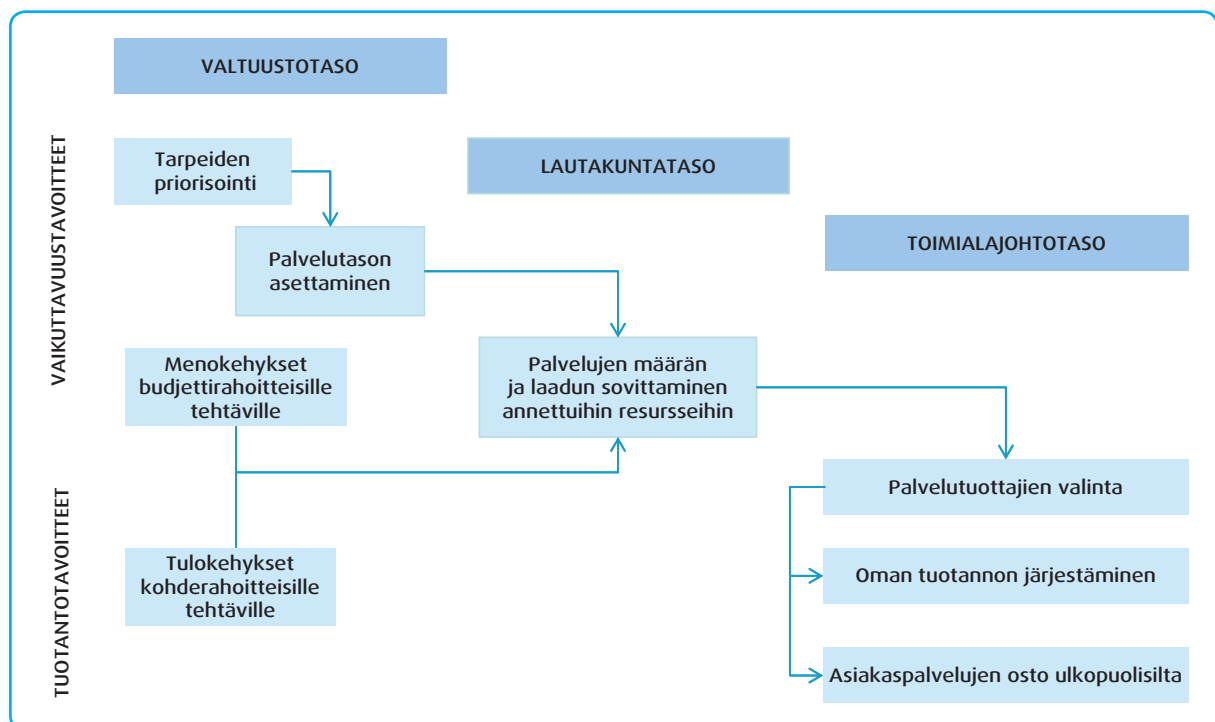 VALTUUSTOTASO
VAIKUTTAVUUSTAVOITTEET
Tarpeiden
priorisointi
LAUTAKUNTATASO
Palvelutason
asettaminen
TOIMIALAJOHTOTASO
Menokehykset
budjettirahoitteisille
tehtäville
Palvelujen määrän
ja laadun sovittaminen
annettuihin resursseihin
TUOTANTOTAVOITTEET
Tulokehykset
kohderahoitteisille
tehtäville
Palvelutuottajien valinta
Oman tuotannon järjestäminen
Asiakaspalvelujen osto ulkopuolisilta